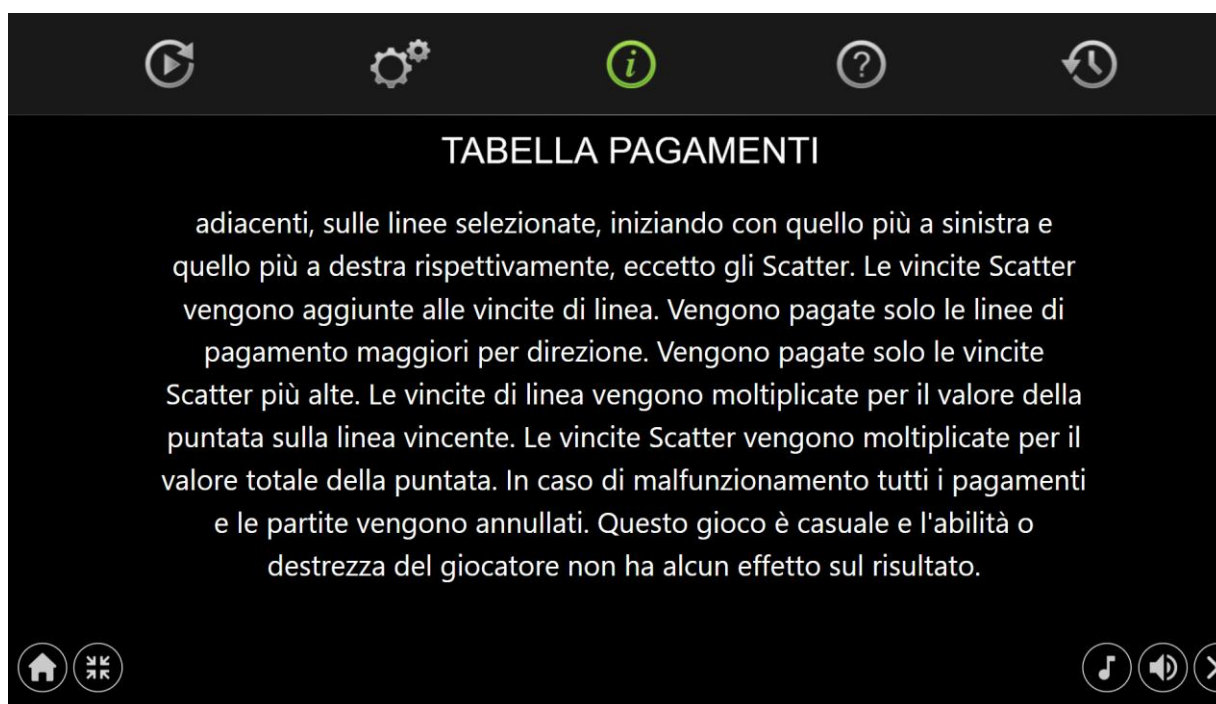 TABELLA PAGAMENTI
adiacenti, sulle linee selezionate, iniziando con quello più a sinistra e
quello più a destra rispettivamente, eccetto gli Scatter. Le vincite Scatter
vengono aggiunte alle vincite di linea. Vengono pagate solo le linee di
pagamento maggiori per direzione. Vengono pagate solo le vincite
Scatter più alte. Le vincite di linea vengono moltiplicate per il valore della
puntata sulla linea vincente. Le vincite Scatter vengono moltiplicate per il
valore totale della puntata. In caso di malfunzionamento tutti i pagamenti
e le partite vengono annullati. Questo gioco è casuale e l'abilità o
destrezza del giocatore non ha alcun effetto sul risultato.